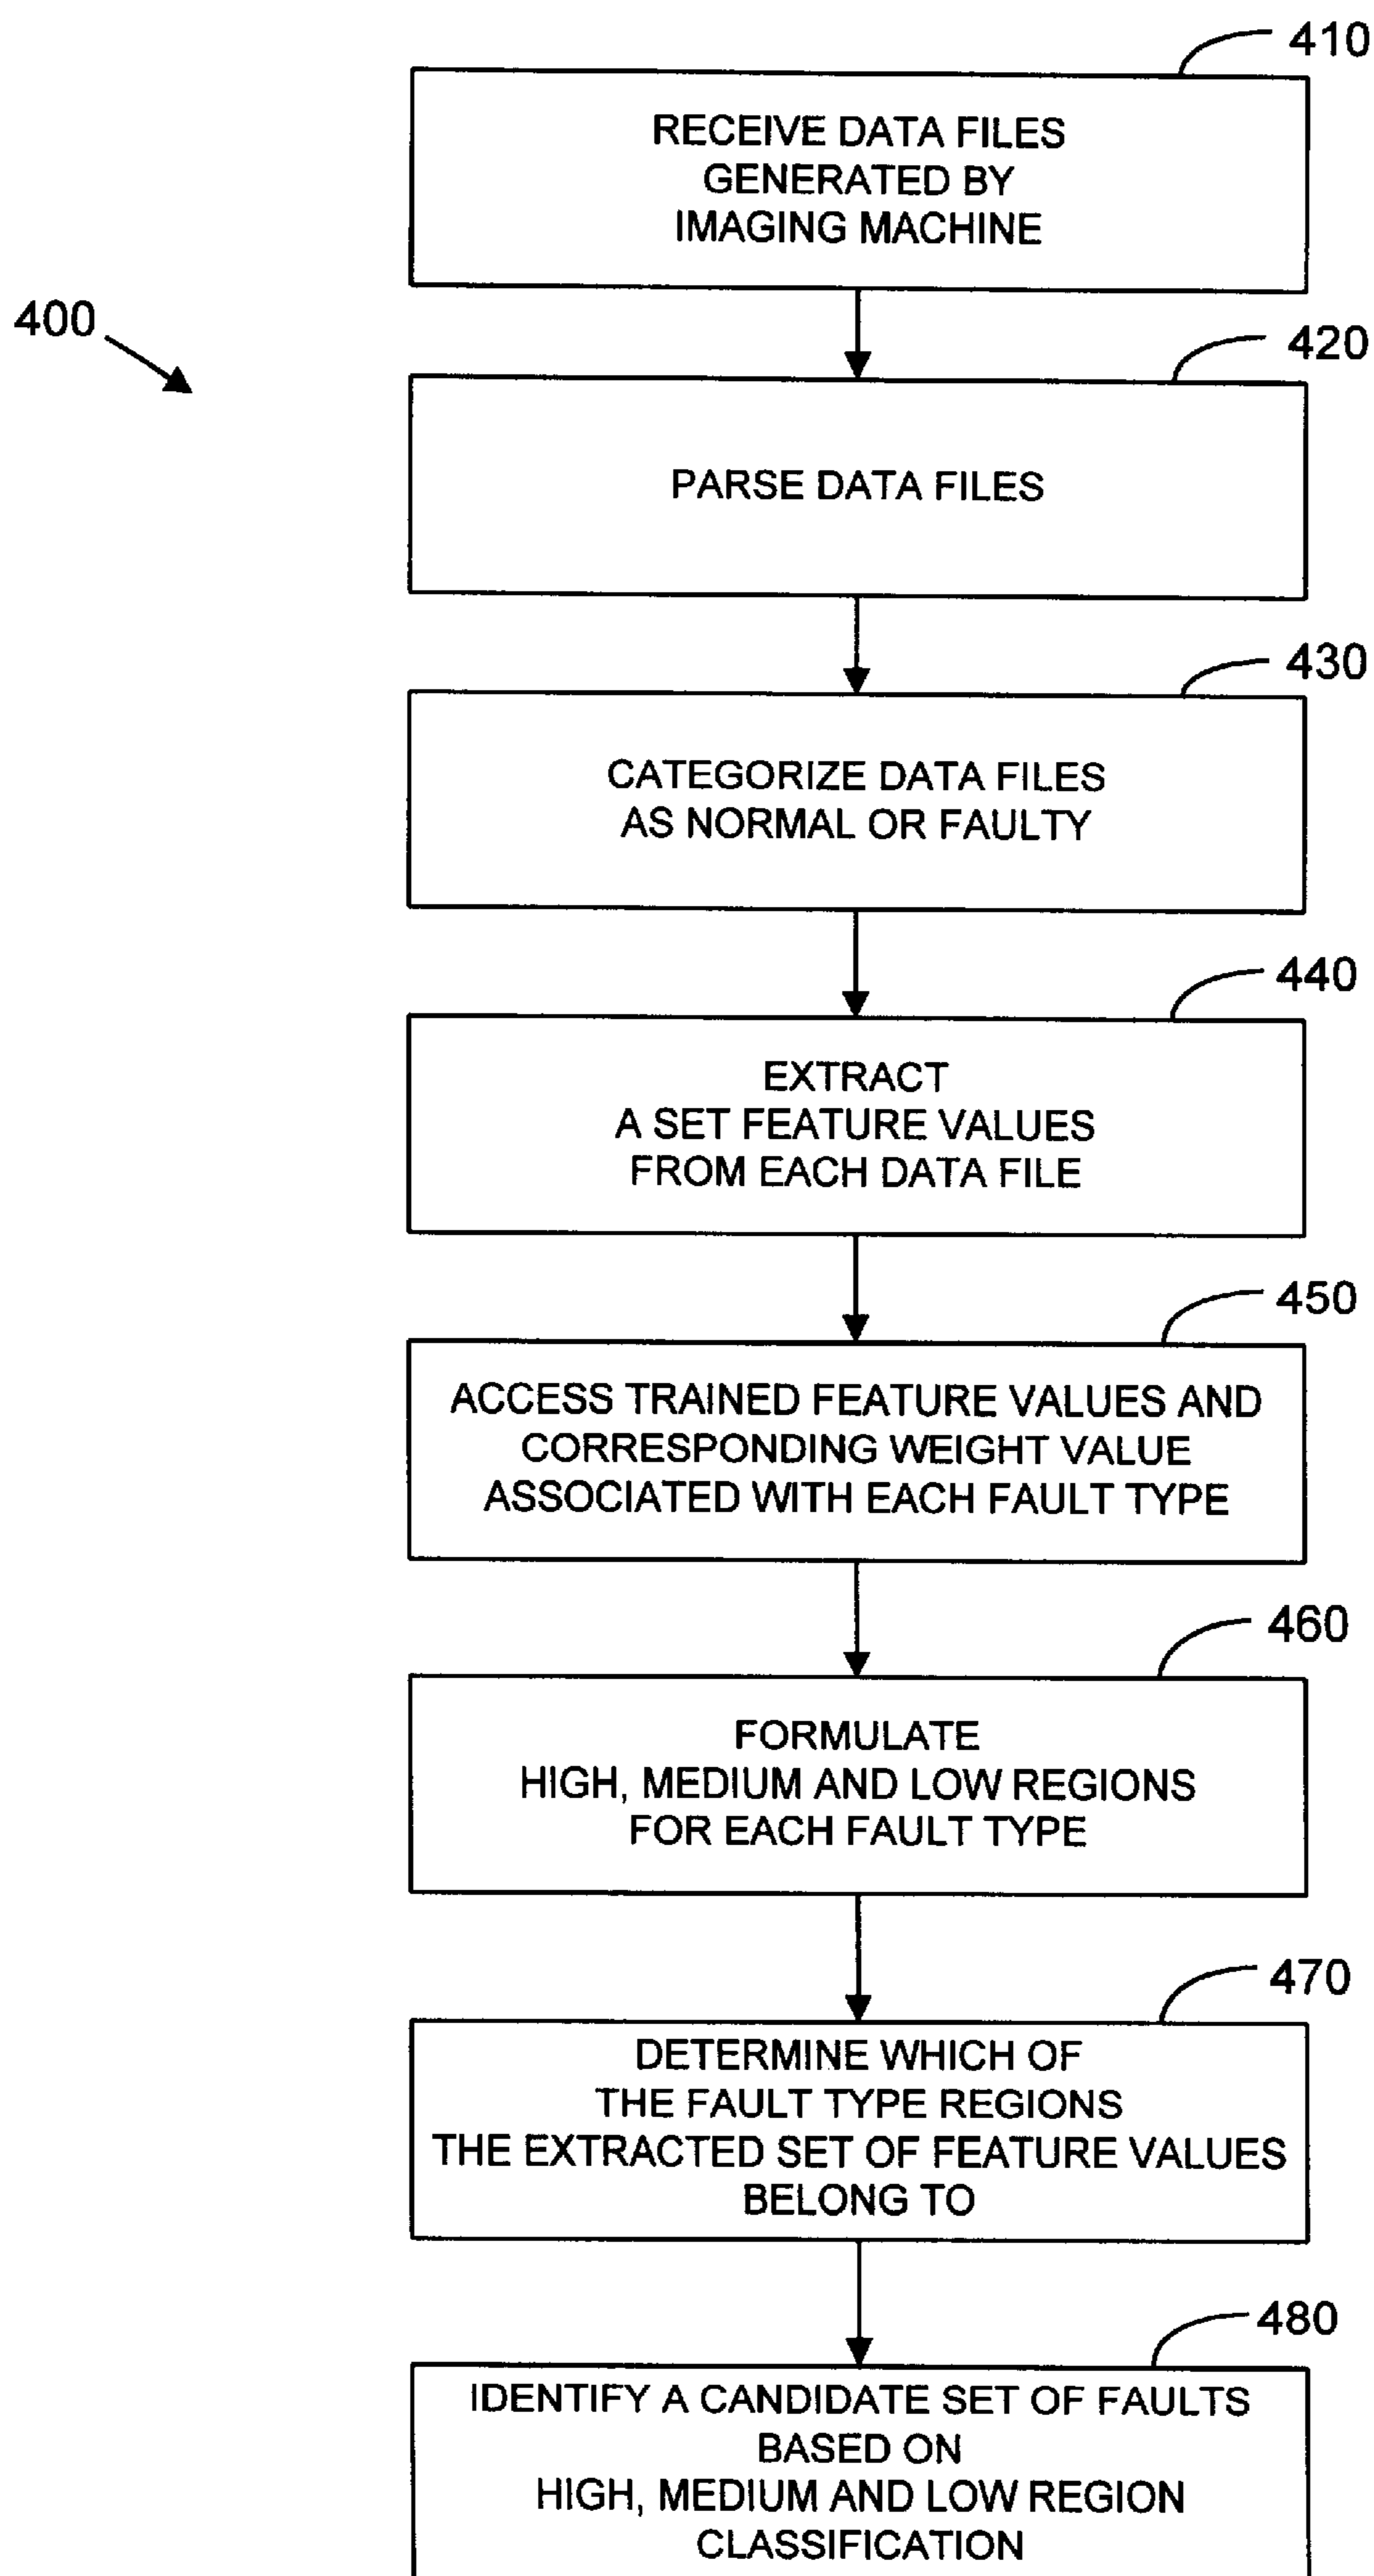 410
RECEIVE DATA FILES
GENERATED BY
IMAGING MACHINE
400
420
PARSE DATA FILES
430
CATEGORIZE DATA FILES
AS NORMAL OR FAULTY
440
EXTRACT
A SET FEATURE VALUES
FROM EACH DATA FILE
450
ACCESS TRAINED FEATURE VALUES AND
CORRESPONDING WEIGHT VALUE
ASSOCIATED WITH EACH FAULT TYPE
460
FORMULATE
HIGH, MEDIUM AND LOW REGIONS
FOR EACH FAULT TYPE
470
DETERMINE WHICH OF
THE FAULT TYPE REGIONS
THE EXTRACTED SET OF FEATURE VALUES
BELONG TO
480
IDENTIFY A CANDIDATE SET OF FAULTS
BASED ON
HIGH, MEDIUM AND LOW REGION
CLASSIFICATION